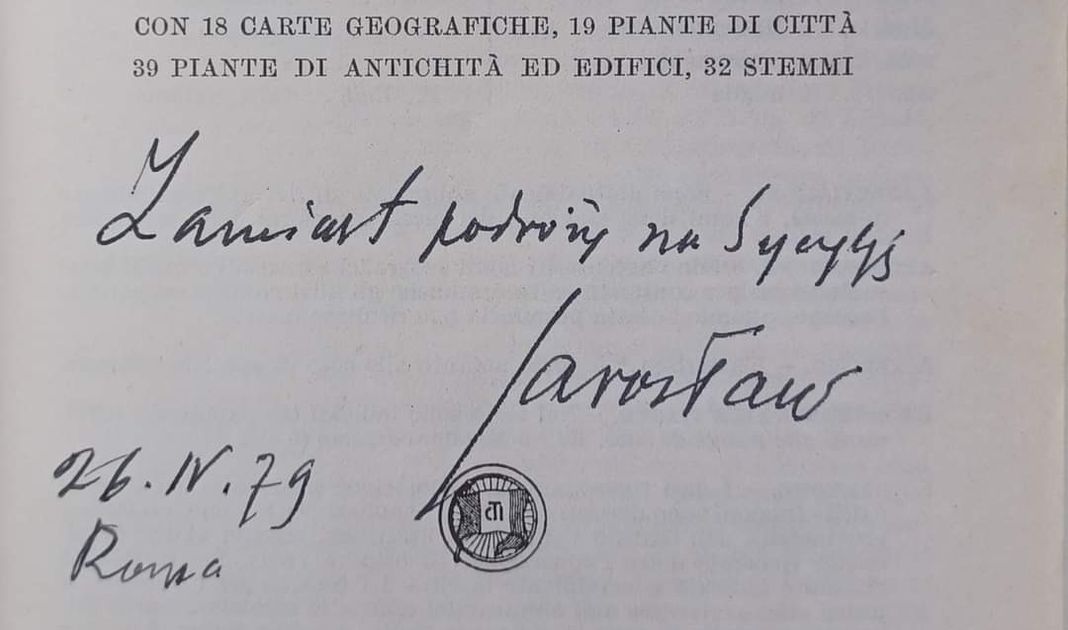 CON 18 CARTE GEOGRAFICHE, 19 PIANTE DI CITTÀ
39 PIANTE DI ANTICHITÀ ED EDIFICI, 32 STEMMI
Zamiast podróży na Sycylję
Jarosław
26.IV.79
Roma